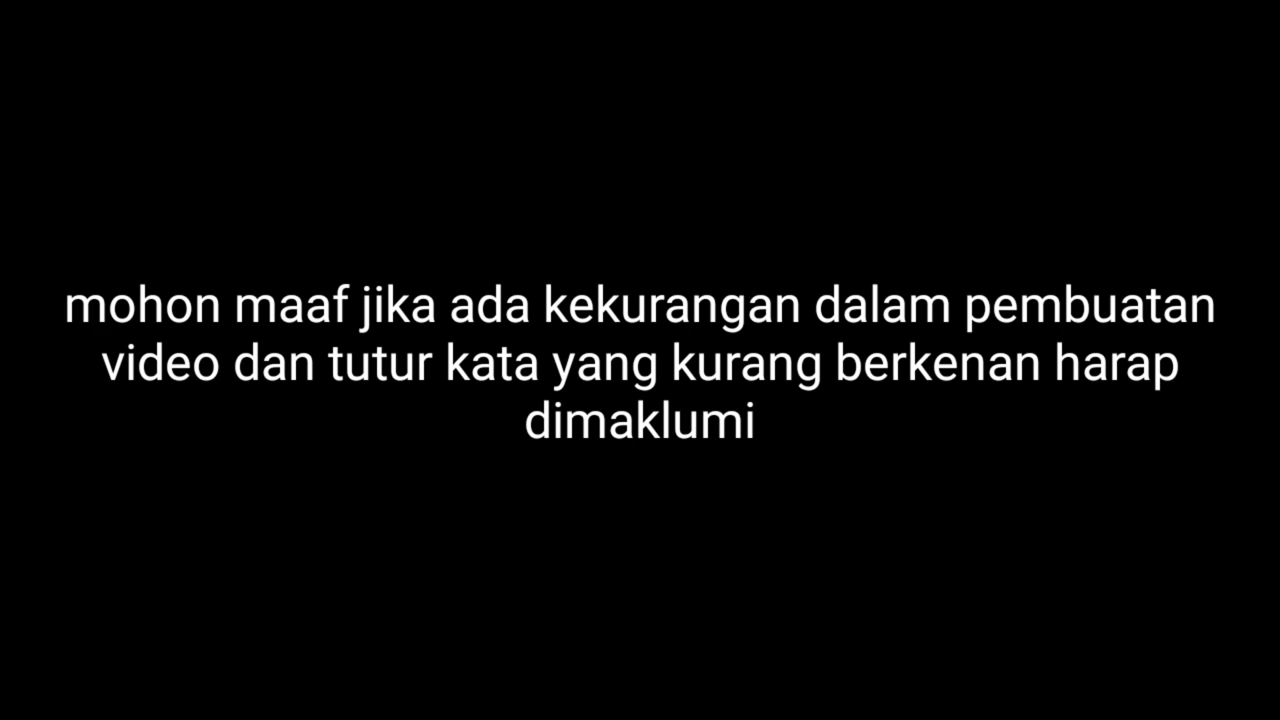 mohon maaf jika ada kekurangan dalam pembuatan
video dan tutur kata yang kurang berkenan harap
dimaklumi